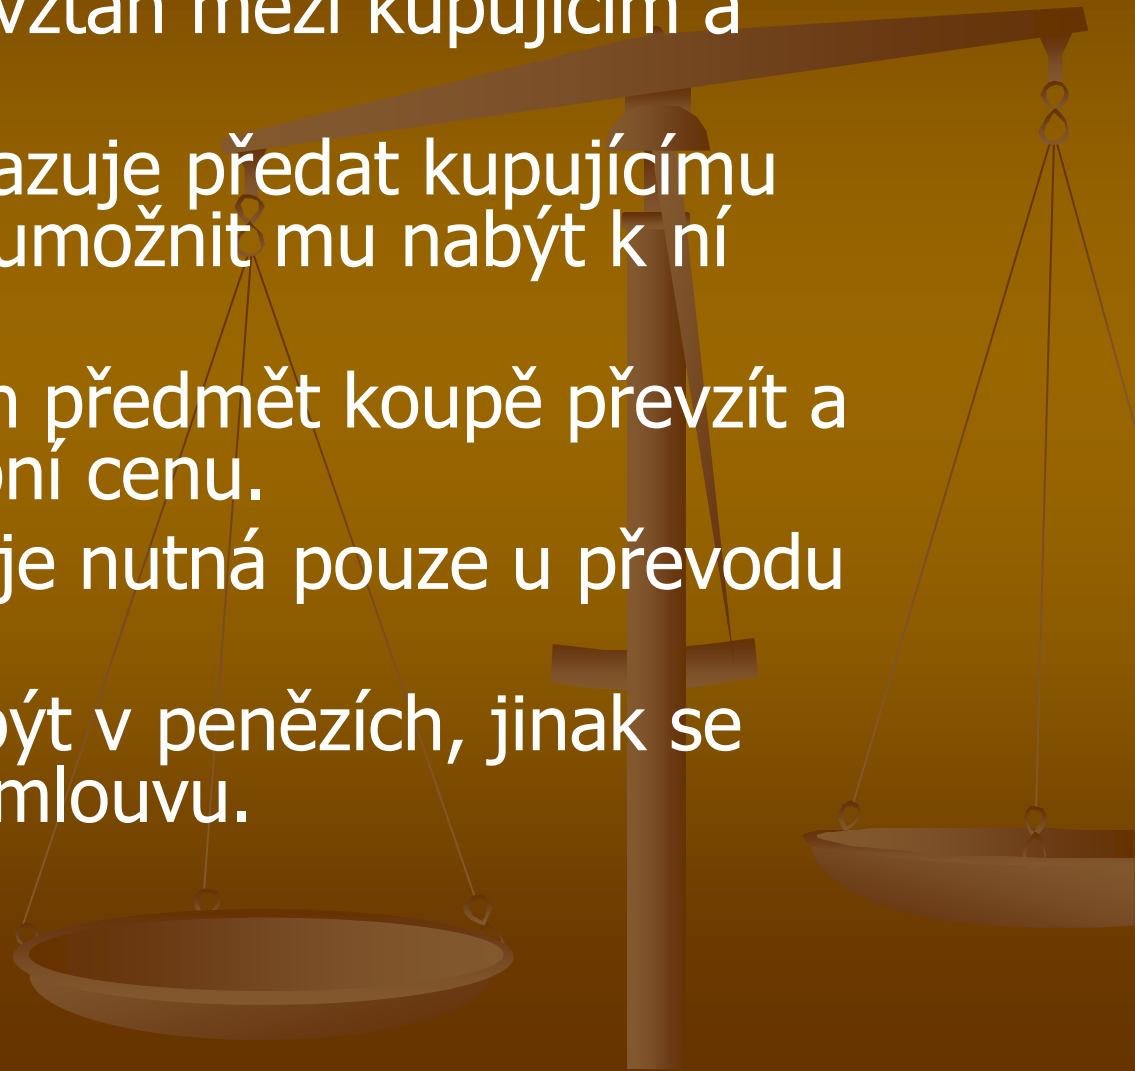 vztah mezi kupujícím a
azuje předat kupujícímu
umožnit mu nabýt k ní
předmět koupě převzít a
ní cenu.
je nutná pouze u převodu
být v penězích, jinak se
mlouvu.